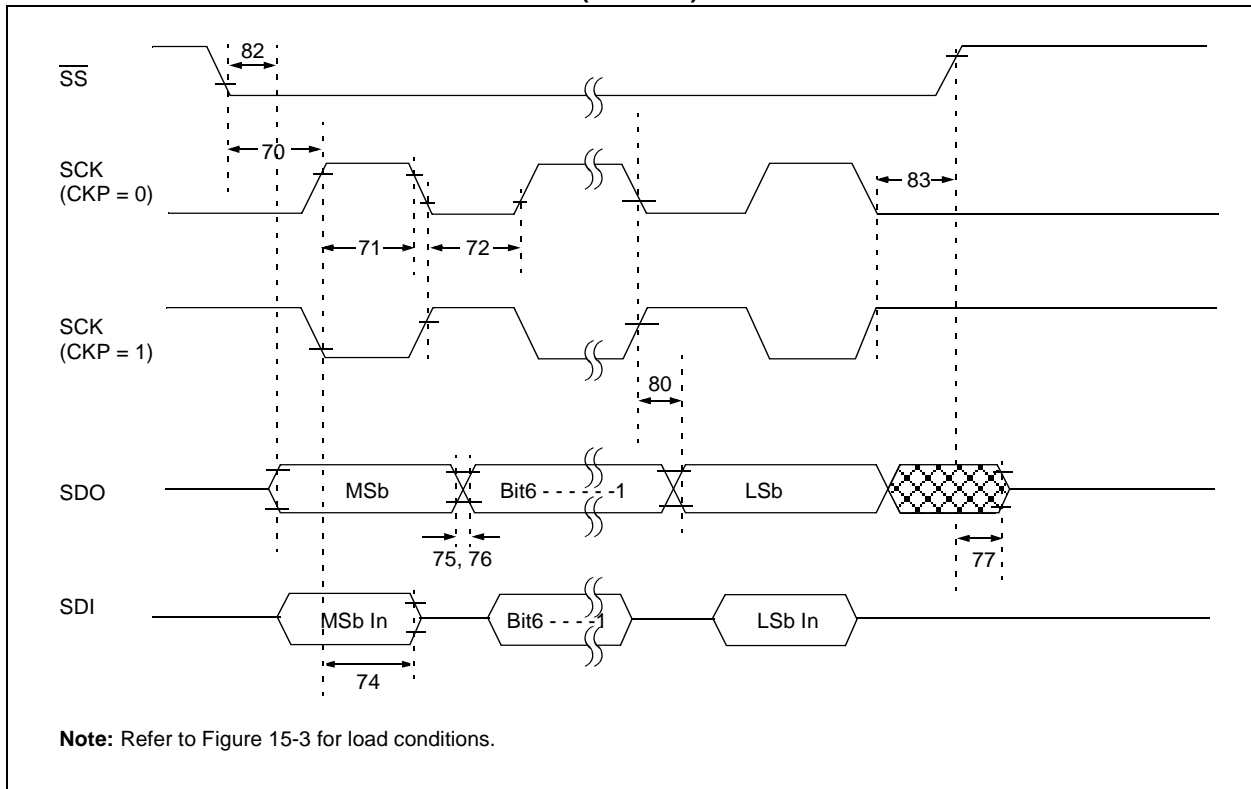 82
SS
70
SCK
(CKP = 0)
83
71
72
SCK
(CKP = 1)
80
SDO
MSb
Bit6 - - - - - -1
LSb
75, 76
77
SDI
MSb In
Bit6 - - - -1
LSb In
74
Note: Refer to Figure 15-3 for load conditions.